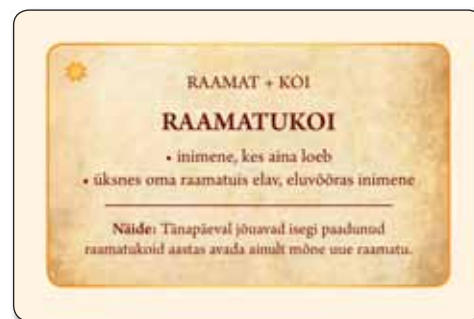 RAAMAT + KOI
RAAMATUKOI
• inimene, kes aina loeb
• üksnes oma raamatuis elav, eluvõõras inimene
Näide: Tänapäeval jõuavad isegi paadunud
raamatukoid aastas avada ainult mõne uue raamatu.